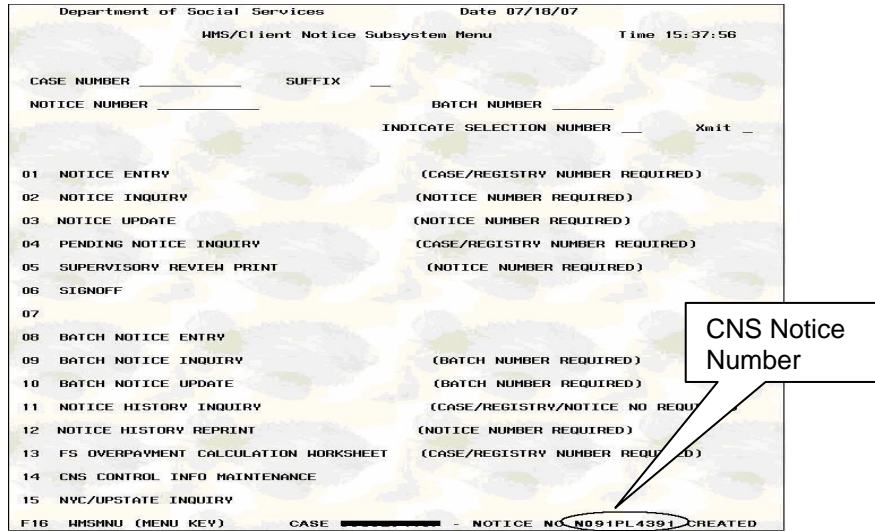 Department of Social Services Date 07/18/07
WMS/Client Notice Subsystem Menu Time 15:37:56
CASE NUMBER ____________ SUFFIX __
NOTICE NUMBER ____________ BATCH NUMBER ______
INDICATE SELECTION NUMBER __ Xmit _
01 NOTICE ENTRY (CASE/REGISTRY NUMBER REQUIRED)
02 NOTICE INQUIRY (NOTICE NUMBER REQUIRED)
03 NOTICE UPDATE (NOTICE NUMBER REQUIRED)
04 PENDING NOTICE INQUIRY (CASE/REGISTRY NUMBER REQUIRED)
05 SUPERVISORY REVIEW PRINT (NOTICE NUMBER REQUIRED)
06 SIGNOFF
07
08 BATCH NOTICE ENTRY
09 BATCH NOTICE INQUIRY (BATCH NUMBER REQUIRED)
10 BATCH NOTICE UPDATE (BATCH NUMBER REQUIRED)
11 NOTICE HISTORY INQUIRY (CASE/REGISTRY/NOTICE NO
12 NOTICE HISTORY REPRINT (NOTICE NUMBER REQUIRED)
13 FS OVERPAYMENT CALCULATION WORKSHEET (CASE/REGISTRY NUMBER
14 CNS CONTROL INFO MAINTENANCE
15 NYC/UPSTATE INQUIRY
F16 WMSMNU (MENU KEY) CASE - NOTICE NO N091PL4391 CREATED
CNS Notice
Number